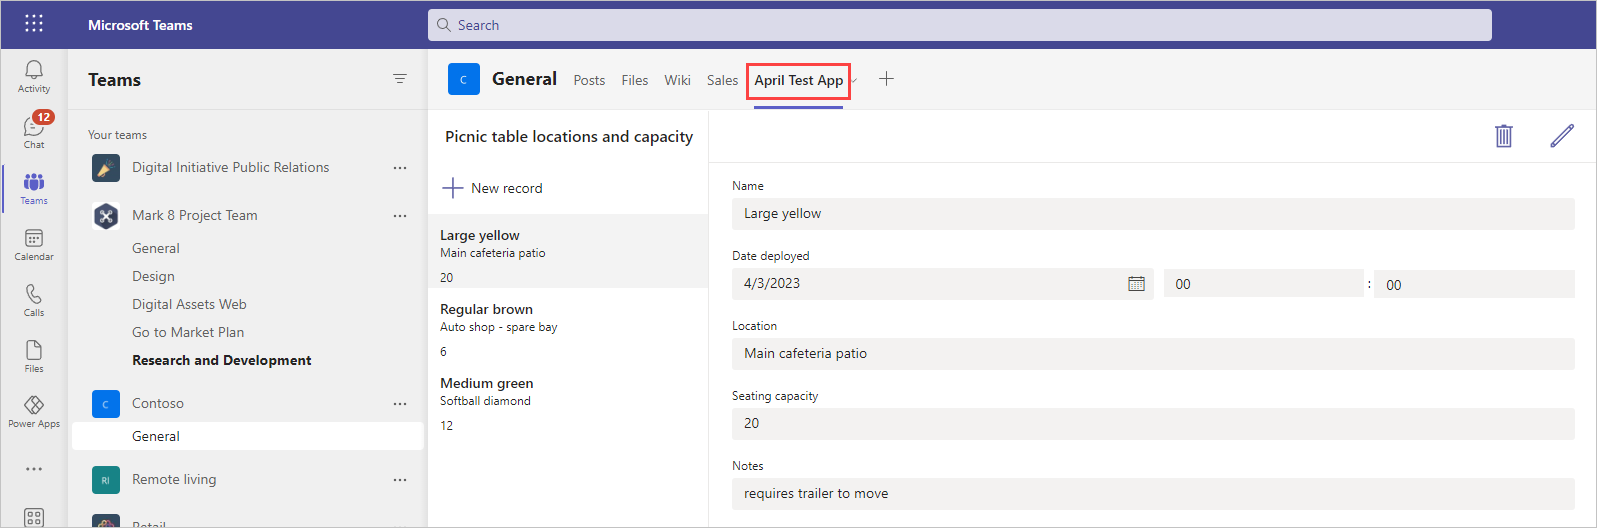 Microsoft Teams
Search
Activity
12
Chat
Teams
Calendar
Calls
Files
Power Apps
Teams
Your teams
Digital Initiative Public Relations
Mark 8 Project Team
General
Design
Digital Assets Web
Go to Market Plan
Research and Development
C Contoso
General
RI Remote living
Retail
C General Posts Files Wiki Sales April Test App
Picnic table locations and capacity
New record
Large yellow
Main cafeteria patio
20
Regular brown
Auto shop - spare bay
6
Medium green
Softball diamond
12
Name
Large yellow
Date deployed
4/3/2023 00 : 00
Location
Main cafeteria patio
Seating capacity
20
Notes
requires trailer to move